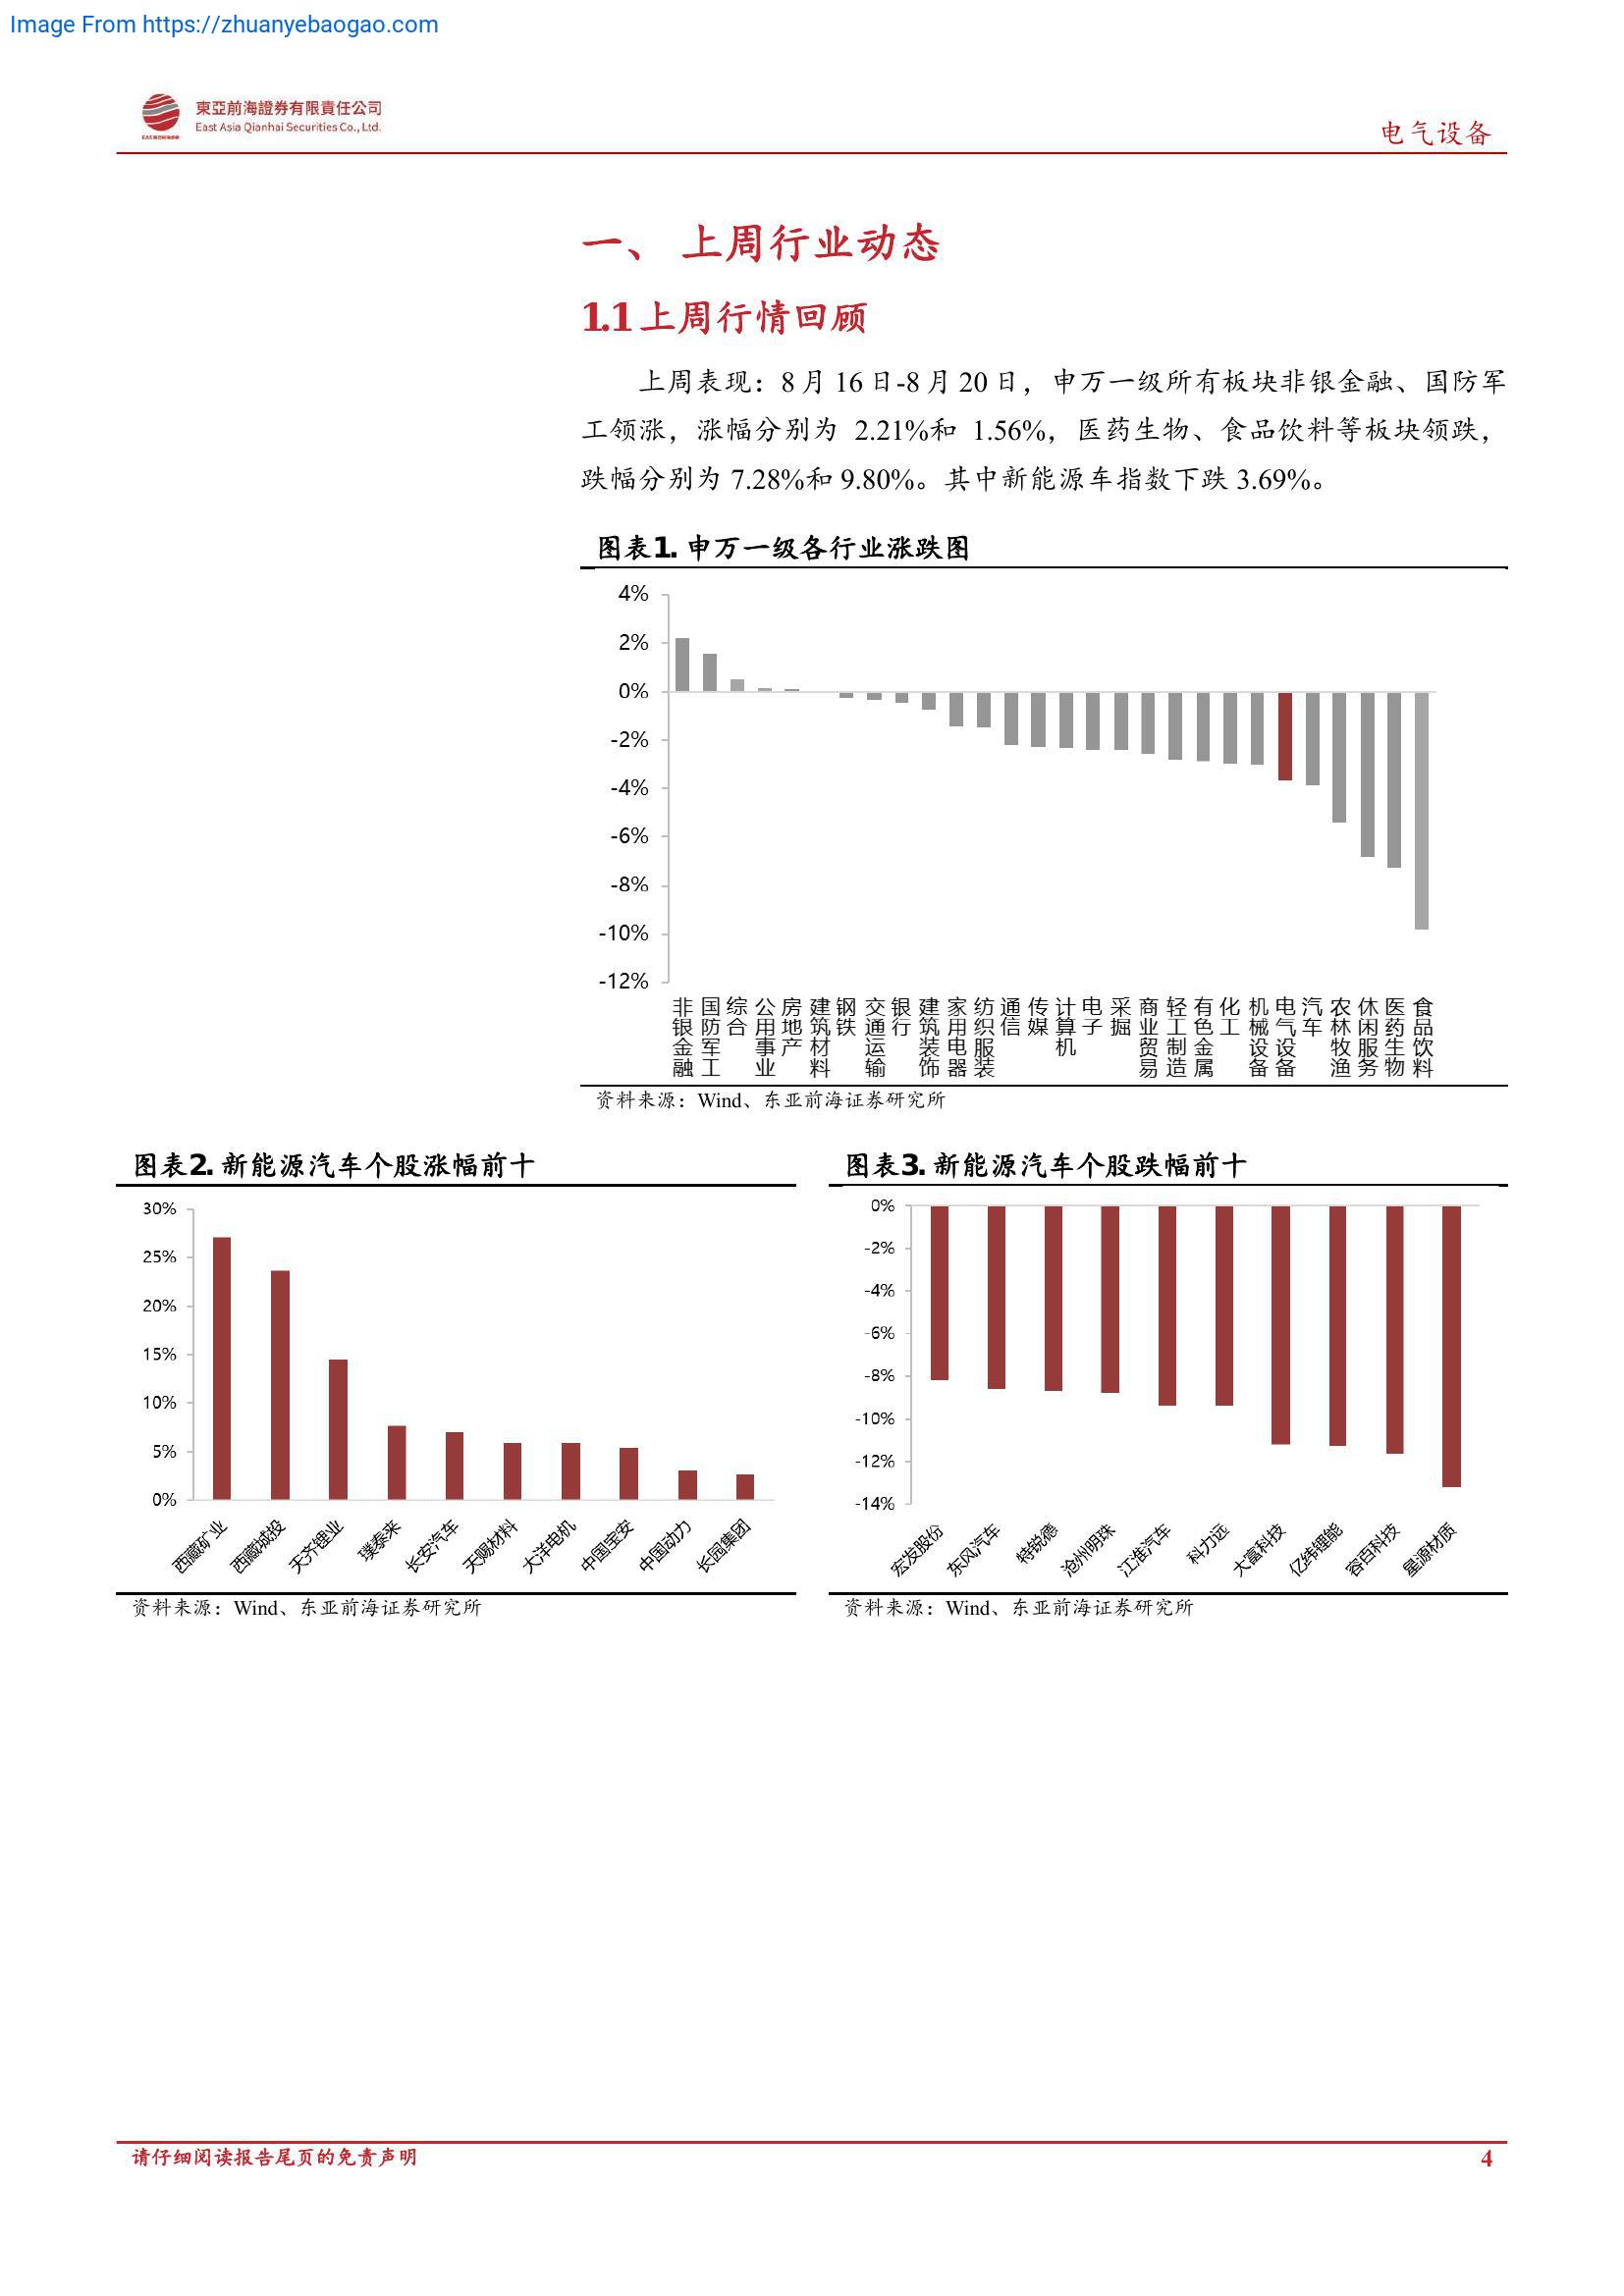 Image From https://zhuanyebaogao.com
東亞前海證券有限責任公司
East Asia Qianhai Securities Co., Ltd.
电气设备
一、 上周行业动态
1.1 上周行情回顾
上周表现：8 月 16 日-8 月 20 日，申万一级所有板块非银金融、国防军
工领涨，涨幅分别为 2.21%和 1.56%，医药生物、食品饮料等板块领跌，
跌幅分别为 7.28%和 9.80%。其中新能源车指数下跌 3.69%。
图表1. 申万一级各行业涨跌图
4%
2%
0%
-2%
-4%
-6%
-8%
-10%
-12%
非银金融 国防军工 综合 公用事业 房地产 建筑材料 钢铁 交通运输 银行 建筑装饰 家用电器 纺织服装 通信 传媒 计算机 电子 采掘 商业贸易 轻工制造 有色金属 化工 机械设备 电气设备 汽车 农林牧渔 休闲服务 医药生物 食品饮料
资料来源：Wind、东亚前海证券研究所
图表2. 新能源汽车个股涨幅前十
30%
25%
20%
15%
10%
5%
0%
西藏矿业 西藏城投 天齐锂业 璞泰来 长安汽车 天赐材料 大洋电机 中国宝安 中国动力 长园集团
资料来源：Wind、东亚前海证券研究所
图表3. 新能源汽车个股跌幅前十
0%
-2%
-4%
-6%
-8%
-10%
-12%
-14%
宏发股份 东风汽车 特锐德 沧州明珠 江淮汽车 科力远 大富科技 亿纬锂能 容百科技 星源材质
资料来源：Wind、东亚前海证券研究所
请仔细阅读报告尾页的免责声明
4